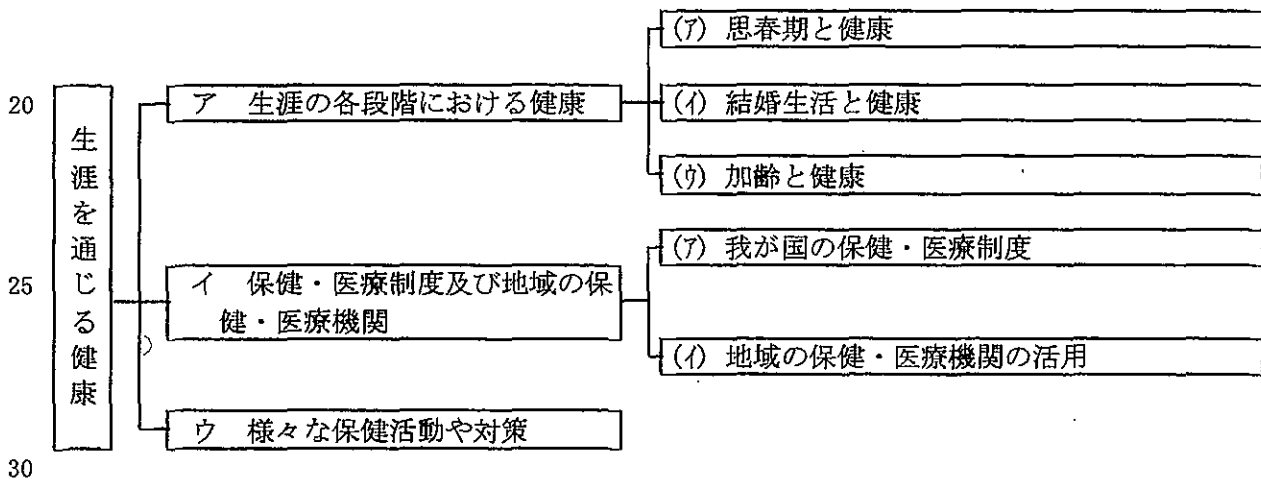 20
25
30
生涯を通じる健康
ア 生涯の各段階における健康
(ア) 思春期と健康
(イ) 結婚生活と健康
(ウ) 加齢と健康
イ 保健・医療制度及び地域の保
健・医療機関
(ア) 我が国の保健・医療制度
(イ) 地域の保健・医療機関の活用
ウ 様々な保健活動や対策